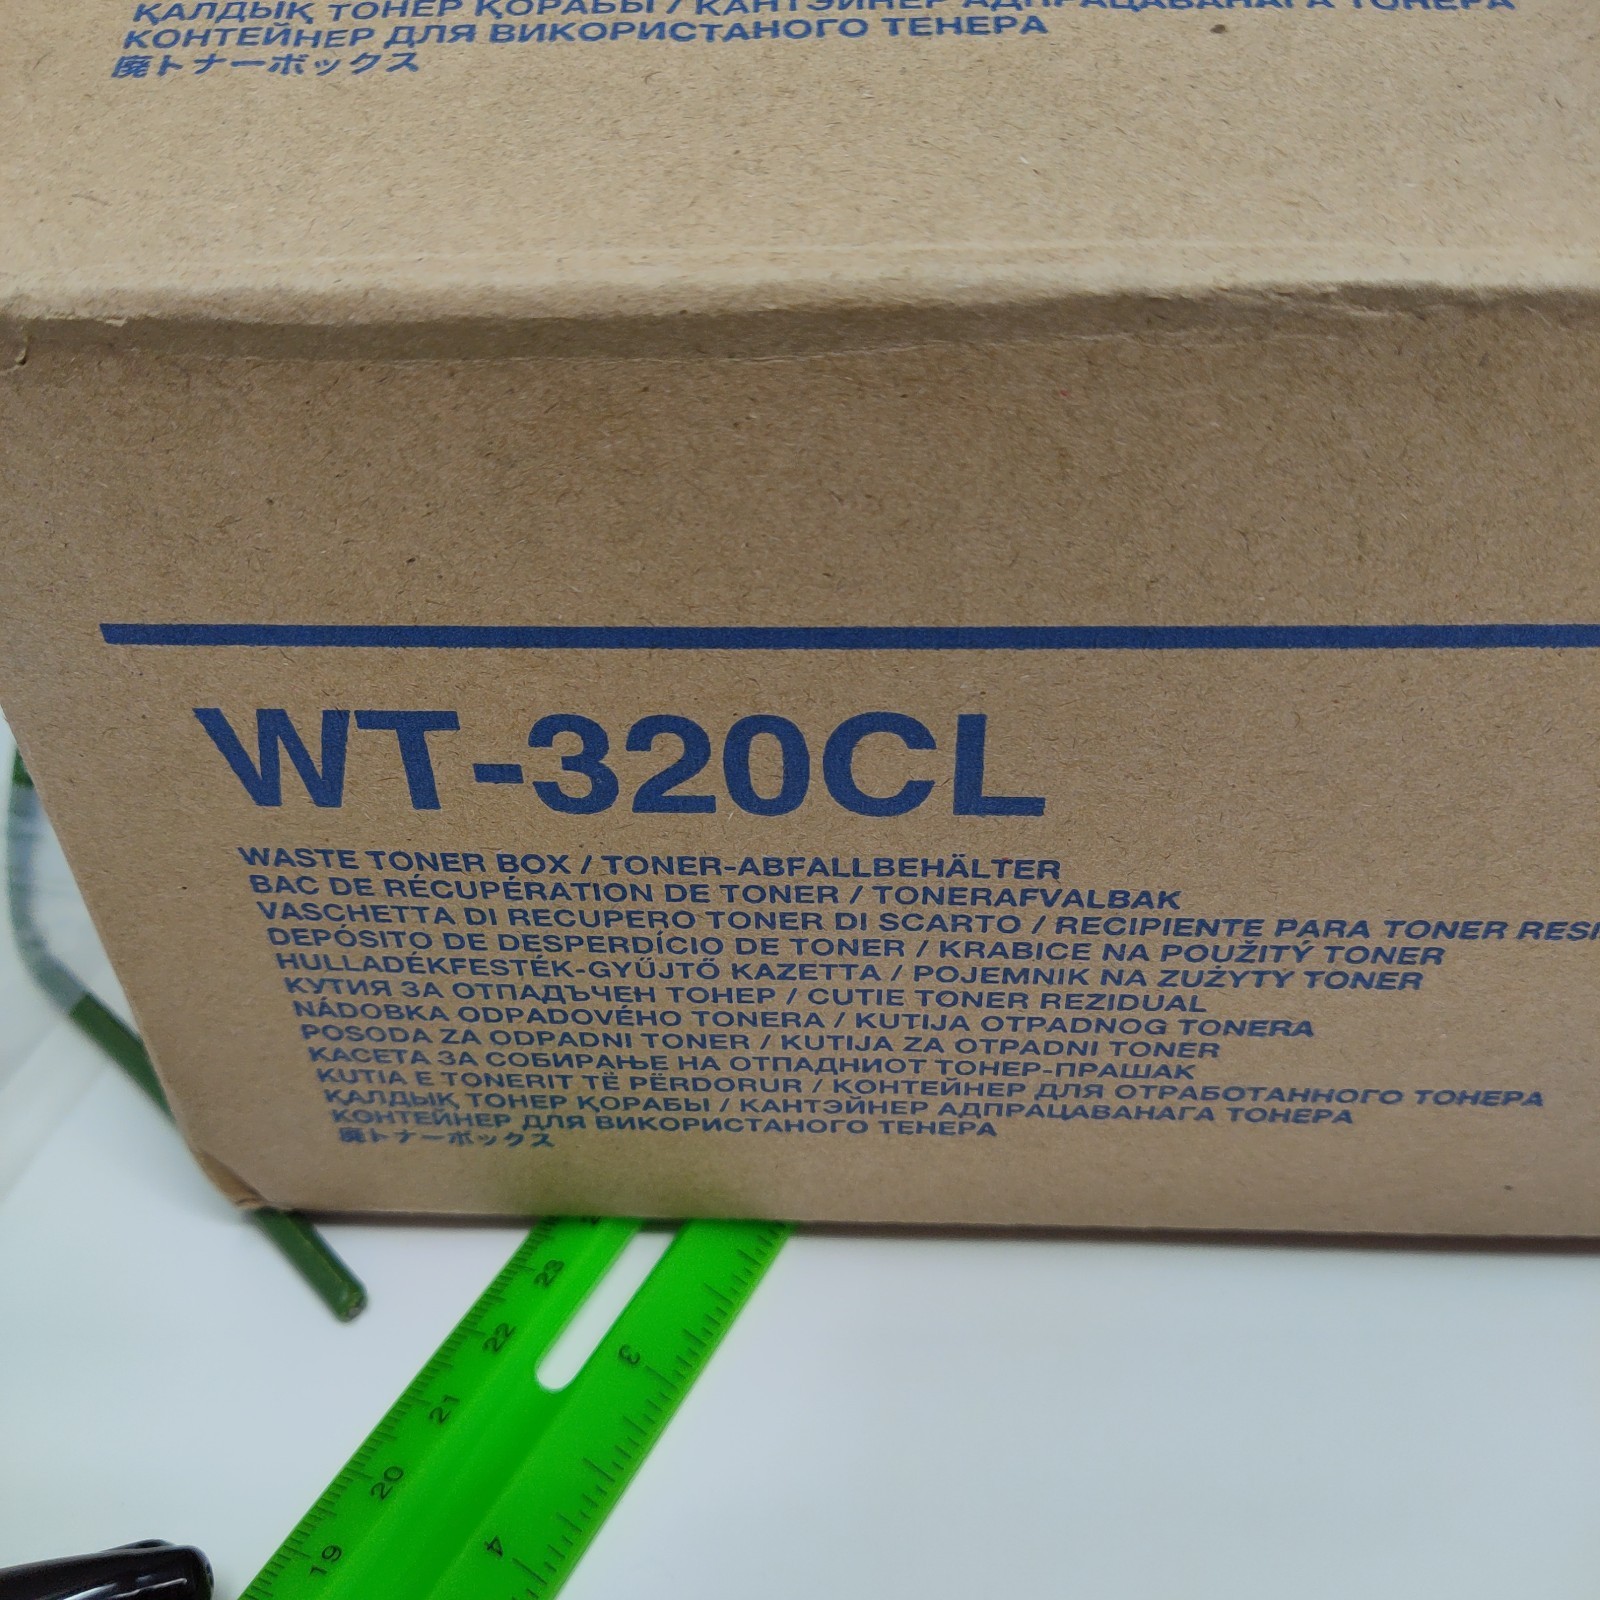 ҚАЛДЫҚ ТОНЕР ҚОРАБЫ / КАНТЭЙНЕР АДПРАЦАВАНАГА ТОНЕРА
КОНТЕЙНЕР ДЛЯ ВИКОРИСТАНОГО ТЕНЕРА
廃トナーボックス
WT-320CL
WASTE TONER BOX / TONER-ABFALLBEHÄLTER
BAC DE RÉCUPÉRATION DE TONER / TONERAFVALBAK
VASCHETTA DI RECUPERO TONER DI SCARTO / RECIPIENTE PARA TONER
DEPÓSITO DE DESPERDÍCIO DE TONER / KRABICE NA POUŽITÝ TONER
HULLADÉKFESTÉK-GYŰJTŐ KAZETTA / POJEMNIK NA ZUŻYTY TONER
КУТИЯ ЗА ОТПАДЪЧЕН ТОНЕР / CUTIE TONER REZIDUAL
NÁDOBKA ODPADOVÉHO TONERA / KUTIJA OTPADNOG TONERA
POSODA ZA ODPADNI TONER / KUTIJA ZA OTPADNI TONER
КАСЕТА ЗА СОБИРАЊЕ НА ОТПАДНИОТ ТОНЕР-ПРАШАК
KUTIA E TONERIT TË PËRDORUR / КОНТЕЙНЕР ДЛЯ ОТРАБОТАННОГО ТОНЕРА
ҚАЛДЫҚ ТОНЕР ҚОРАБЫ / КАНТЭЙНЕР АДПРАЦАВАНАГА ТОНЕРА
КОНТЕЙНЕР ДЛЯ ВИКОРИСТАНОГО ТЕНЕРА
廃トナーボックス
23
22
3
21
20
4
19